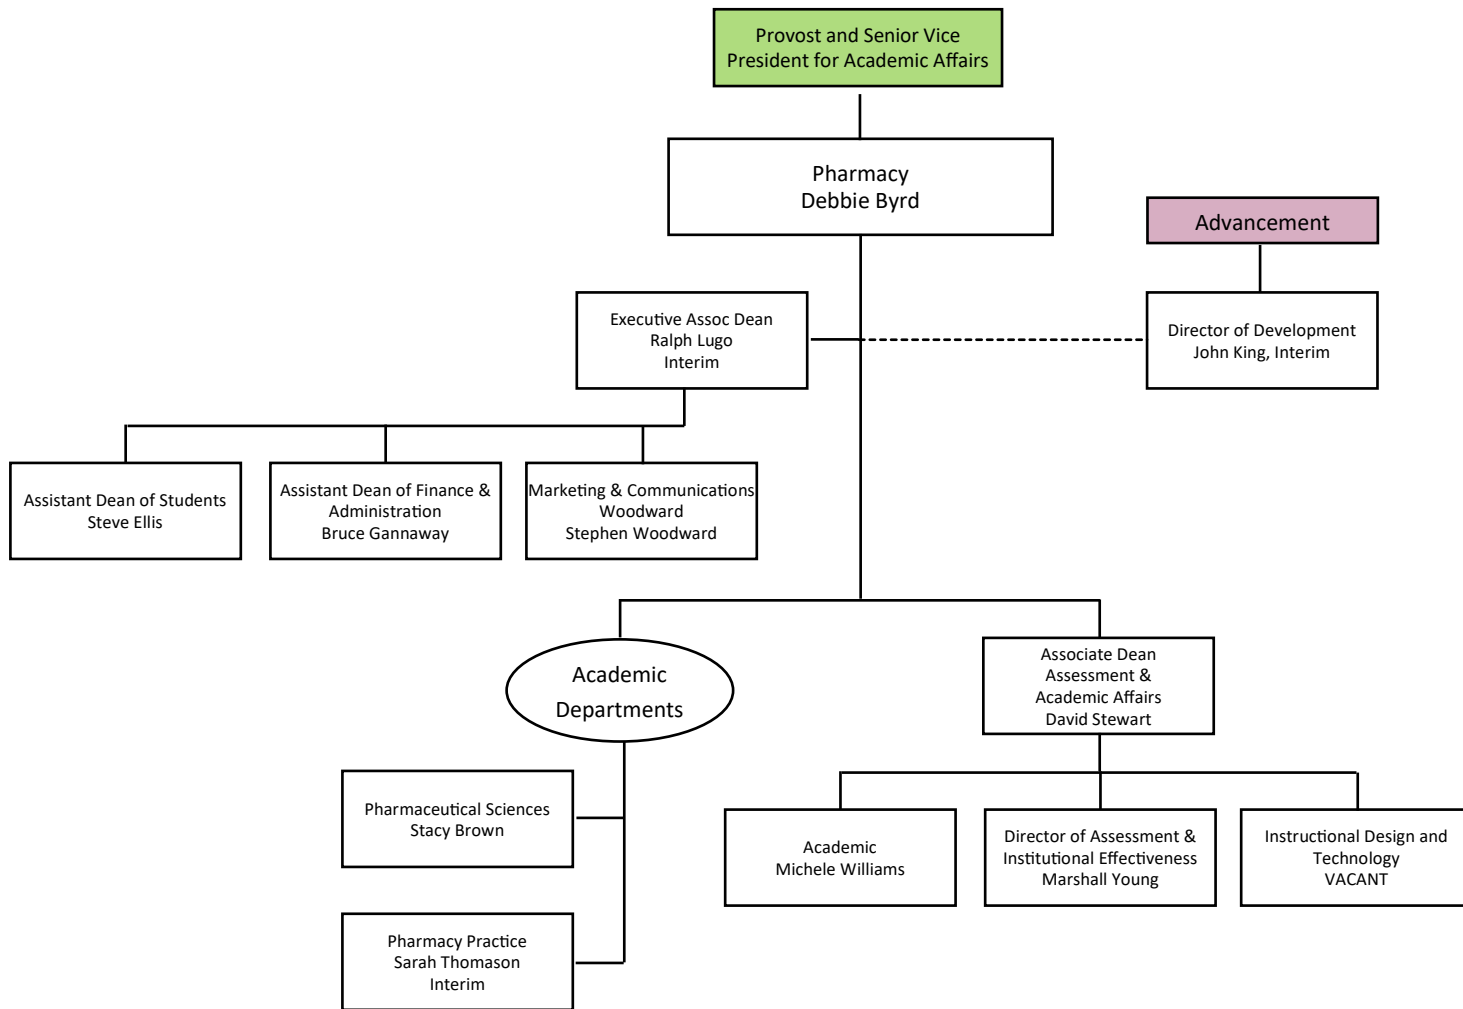 Provost and Senior Vice
President for Academic Affairs
Pharmacy
Debbie Byrd
Advancement
Executive Assoc Dean
Ralph Lugo
Interim
Director of Development
John King, Interim
Assistant Dean of Students
Steve Ellis
Assistant Dean of Finance &
Administration
Bruce Gannaway
Marketing & Communications
Woodward
Stephen Woodward
Academic
Departments
Associate Dean
Assessment &
Academic Affairs
David Stewart
Pharmaceutical Sciences
Stacy Brown
Academic
Michele Williams
Director of Assessment &
Institutional Effectiveness
Marshall Young
Instructional Design and
Technology
VACANT
Pharmacy Practice
Sarah Thomason
Interim